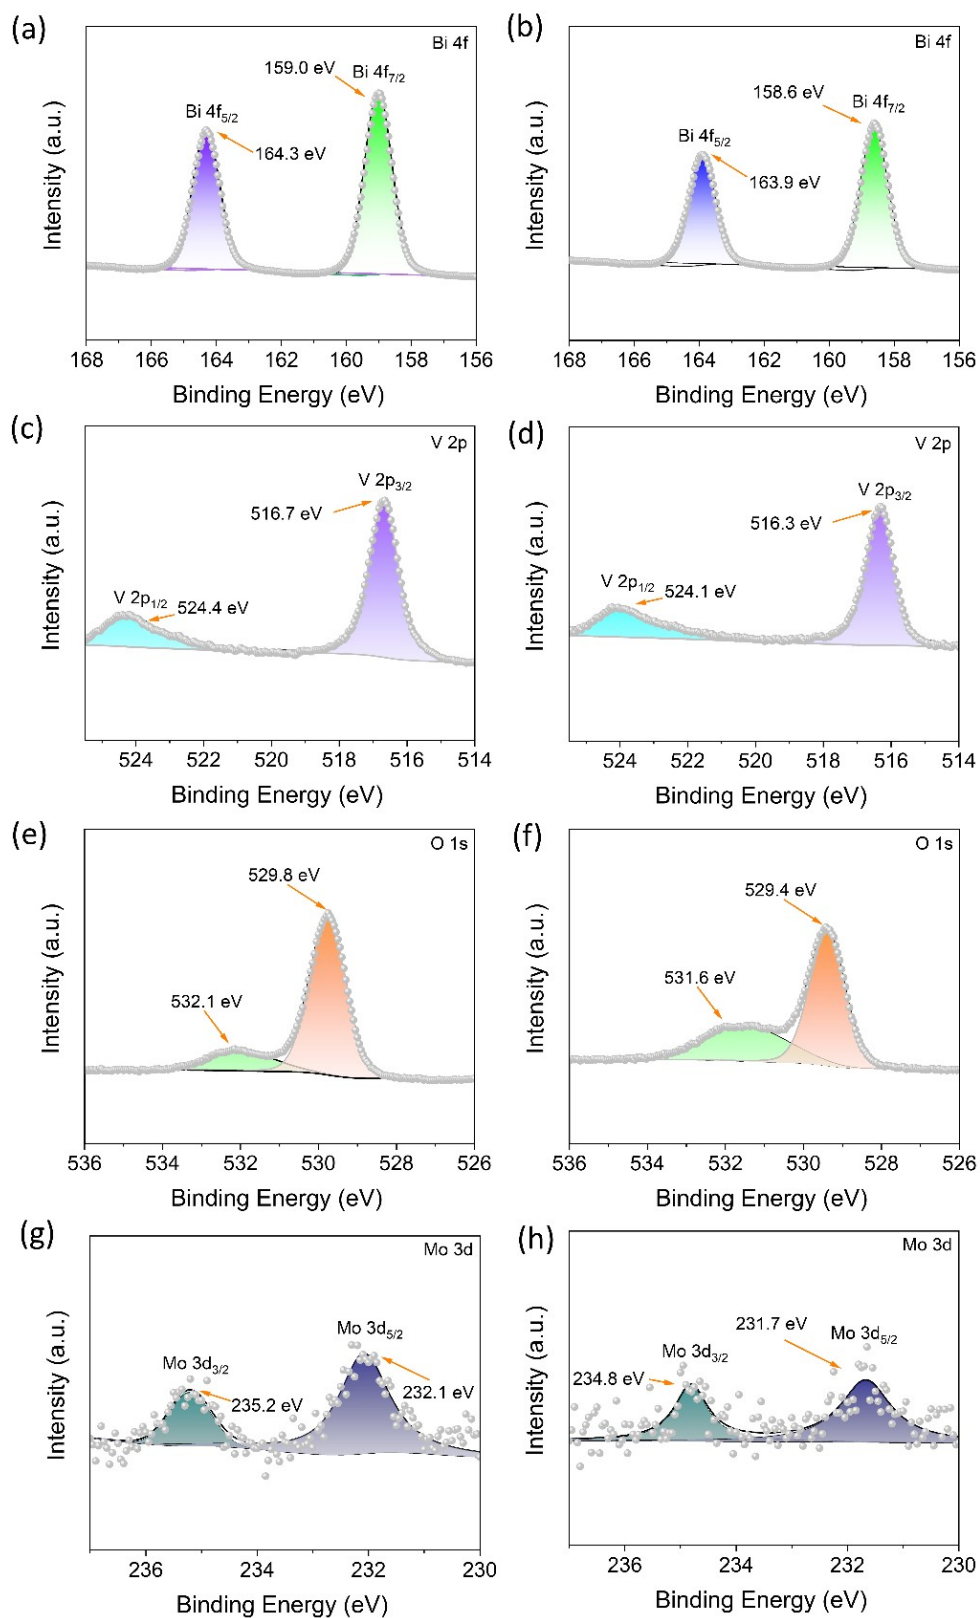 (a)
Bi 4f
159.0 eV
Bi 4f7/2
Bi 4f5/2
164.3 eV
Intensity (a.u.)
168 166 164 162 160 158 156
Binding Energy (eV)
(b)
Bi 4f
158.6 eV
Bi 4f7/2
Bi 4f5/2
163.9 eV
Intensity (a.u.)
168 166 164 162 160 158 156
Binding Energy (eV)
(c)
V 2p
V 2p3/2
516.7 eV
V 2p1/2
524.4 eV
Intensity (a.u.)
524 522 520 518 516 514
Binding Energy (eV)
(d)
V 2p
V 2p3/2
516.3 eV
V 2p1/2
524.1 eV
Intensity (a.u.)
524 522 520 518 516 514
Binding Energy (eV)
(e)
O 1s
529.8 eV
532.1 eV
Intensity (a.u.)
536 534 532 530 528 526
Binding Energy (eV)
(f)
O 1s
529.4 eV
531.6 eV
Intensity (a.u.)
536 534 532 530 528 526
Binding Energy (eV)
(g)
Mo 3d
Mo 3d5/2
Mo 3d3/2
232.1 eV
235.2 eV
Intensity (a.u.)
236 234 232 230
Binding Energy (eV)
(h)
Mo 3d
231.7 eV
Mo 3d5/2
Mo 3d3/2
234.8 eV
Intensity (a.u.)
236 234 232 230
Binding Energy (eV)